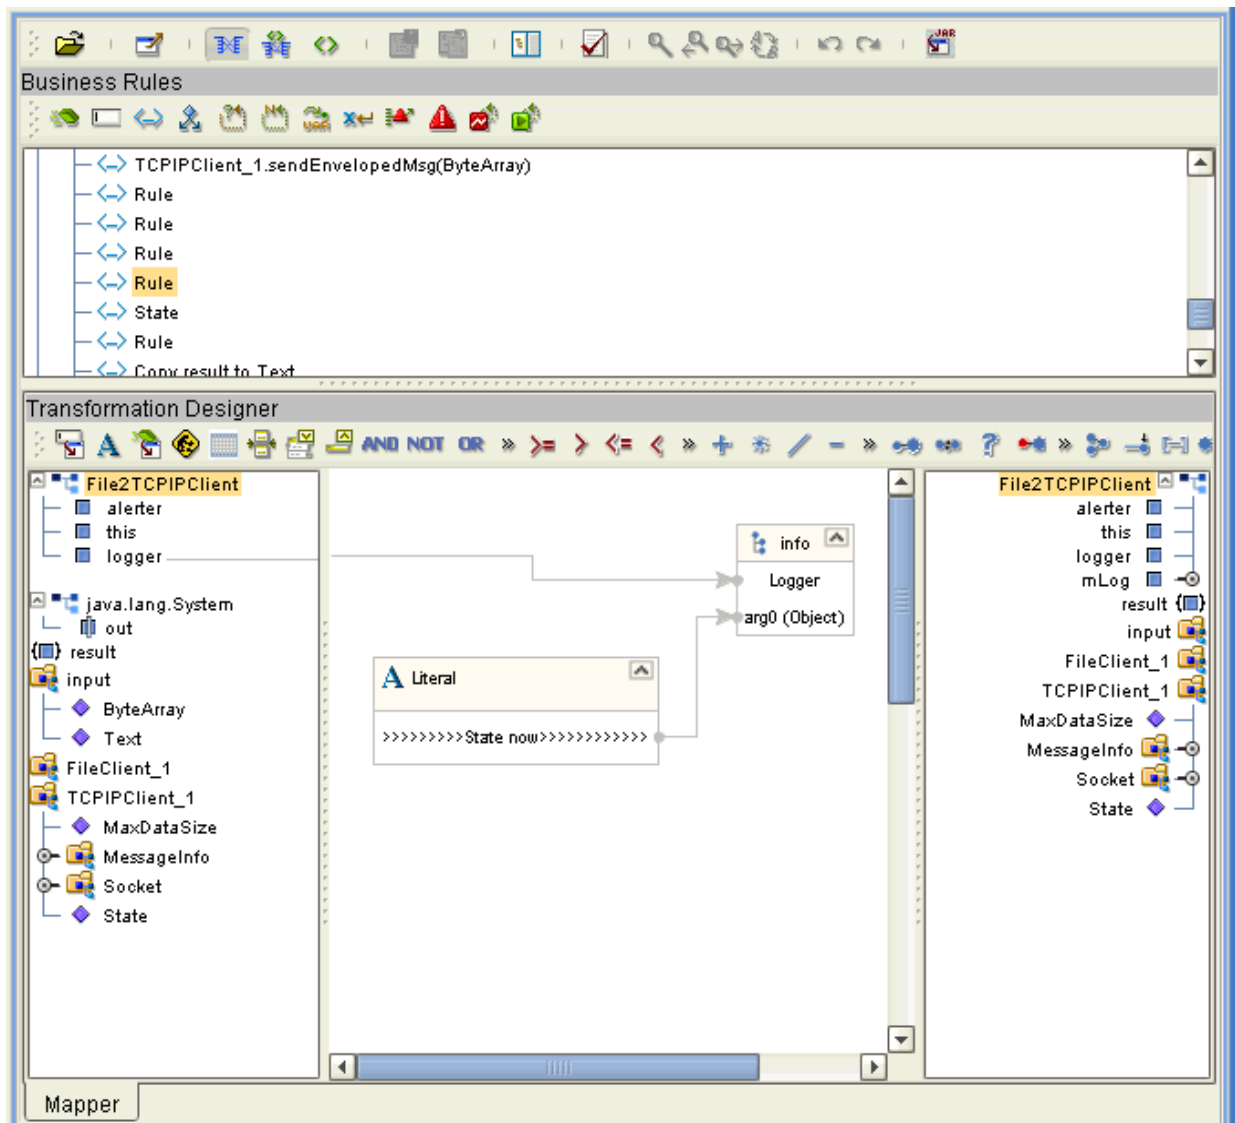 JAR
Business Rules
JAR
TCPIPClient_1.sendEnvelopedMsg(ByteArray)
Rule
Rule
Rule
Rule
State
Rule
Copy result to Text
Transformation Designer
A AND NOT OR » >= > <= < » + / - » ? »
File2TCPIPClient
alerter
this
logger
java.lang.System
out
result
input
ByteArray
Text
FileClient_1
TCPIPClient_1
MaxDataSize
MessageInfo
Socket
State
info
Logger
arg0 (Object)
A Literal
>>>>>>>>>State now>>>>>>>>>>>>
File2TCPIPClient
alerter
this
logger
mLog
result
input
FileClient_1
TCPIPClient_1
MaxDataSize
MessageInfo
Socket
State
Mapper